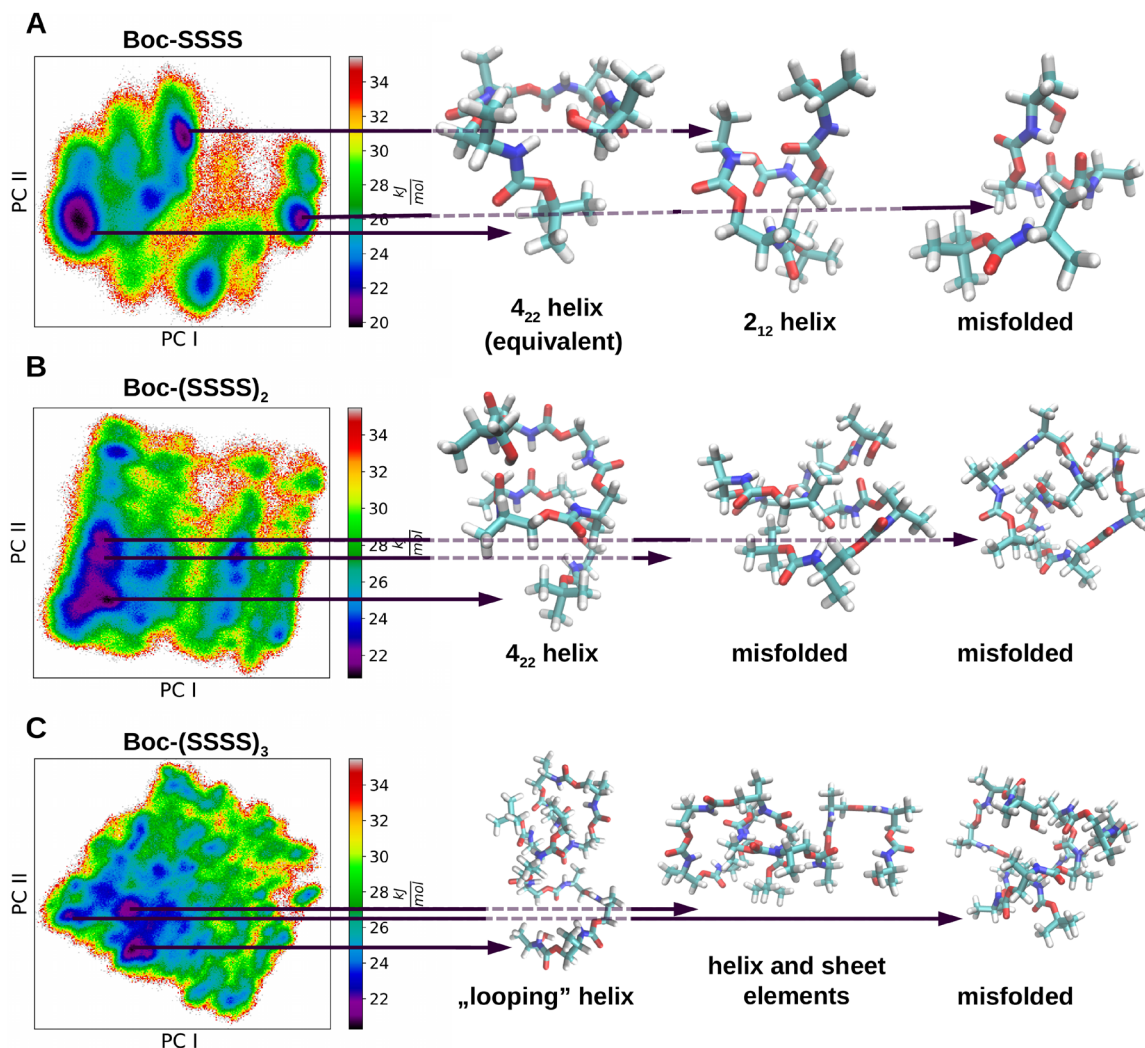 A
Boc-SSSS
PC II
PC I
34
32
30
28
26
24
22
20
kJ
mol
4₂₂ helix
(equivalent)
2₁₂ helix
misfolded
B
Boc-(SSSS)₂
PC II
PC I
34
32
30
28
26
24
22
kJ
mol
4₂₂ helix
misfolded
misfolded
C
Boc-(SSSS)₃
PC II
PC I
34
32
30
28
26
24
22
kJ
mol
„looping” helix
helix and sheet
elements
misfolded